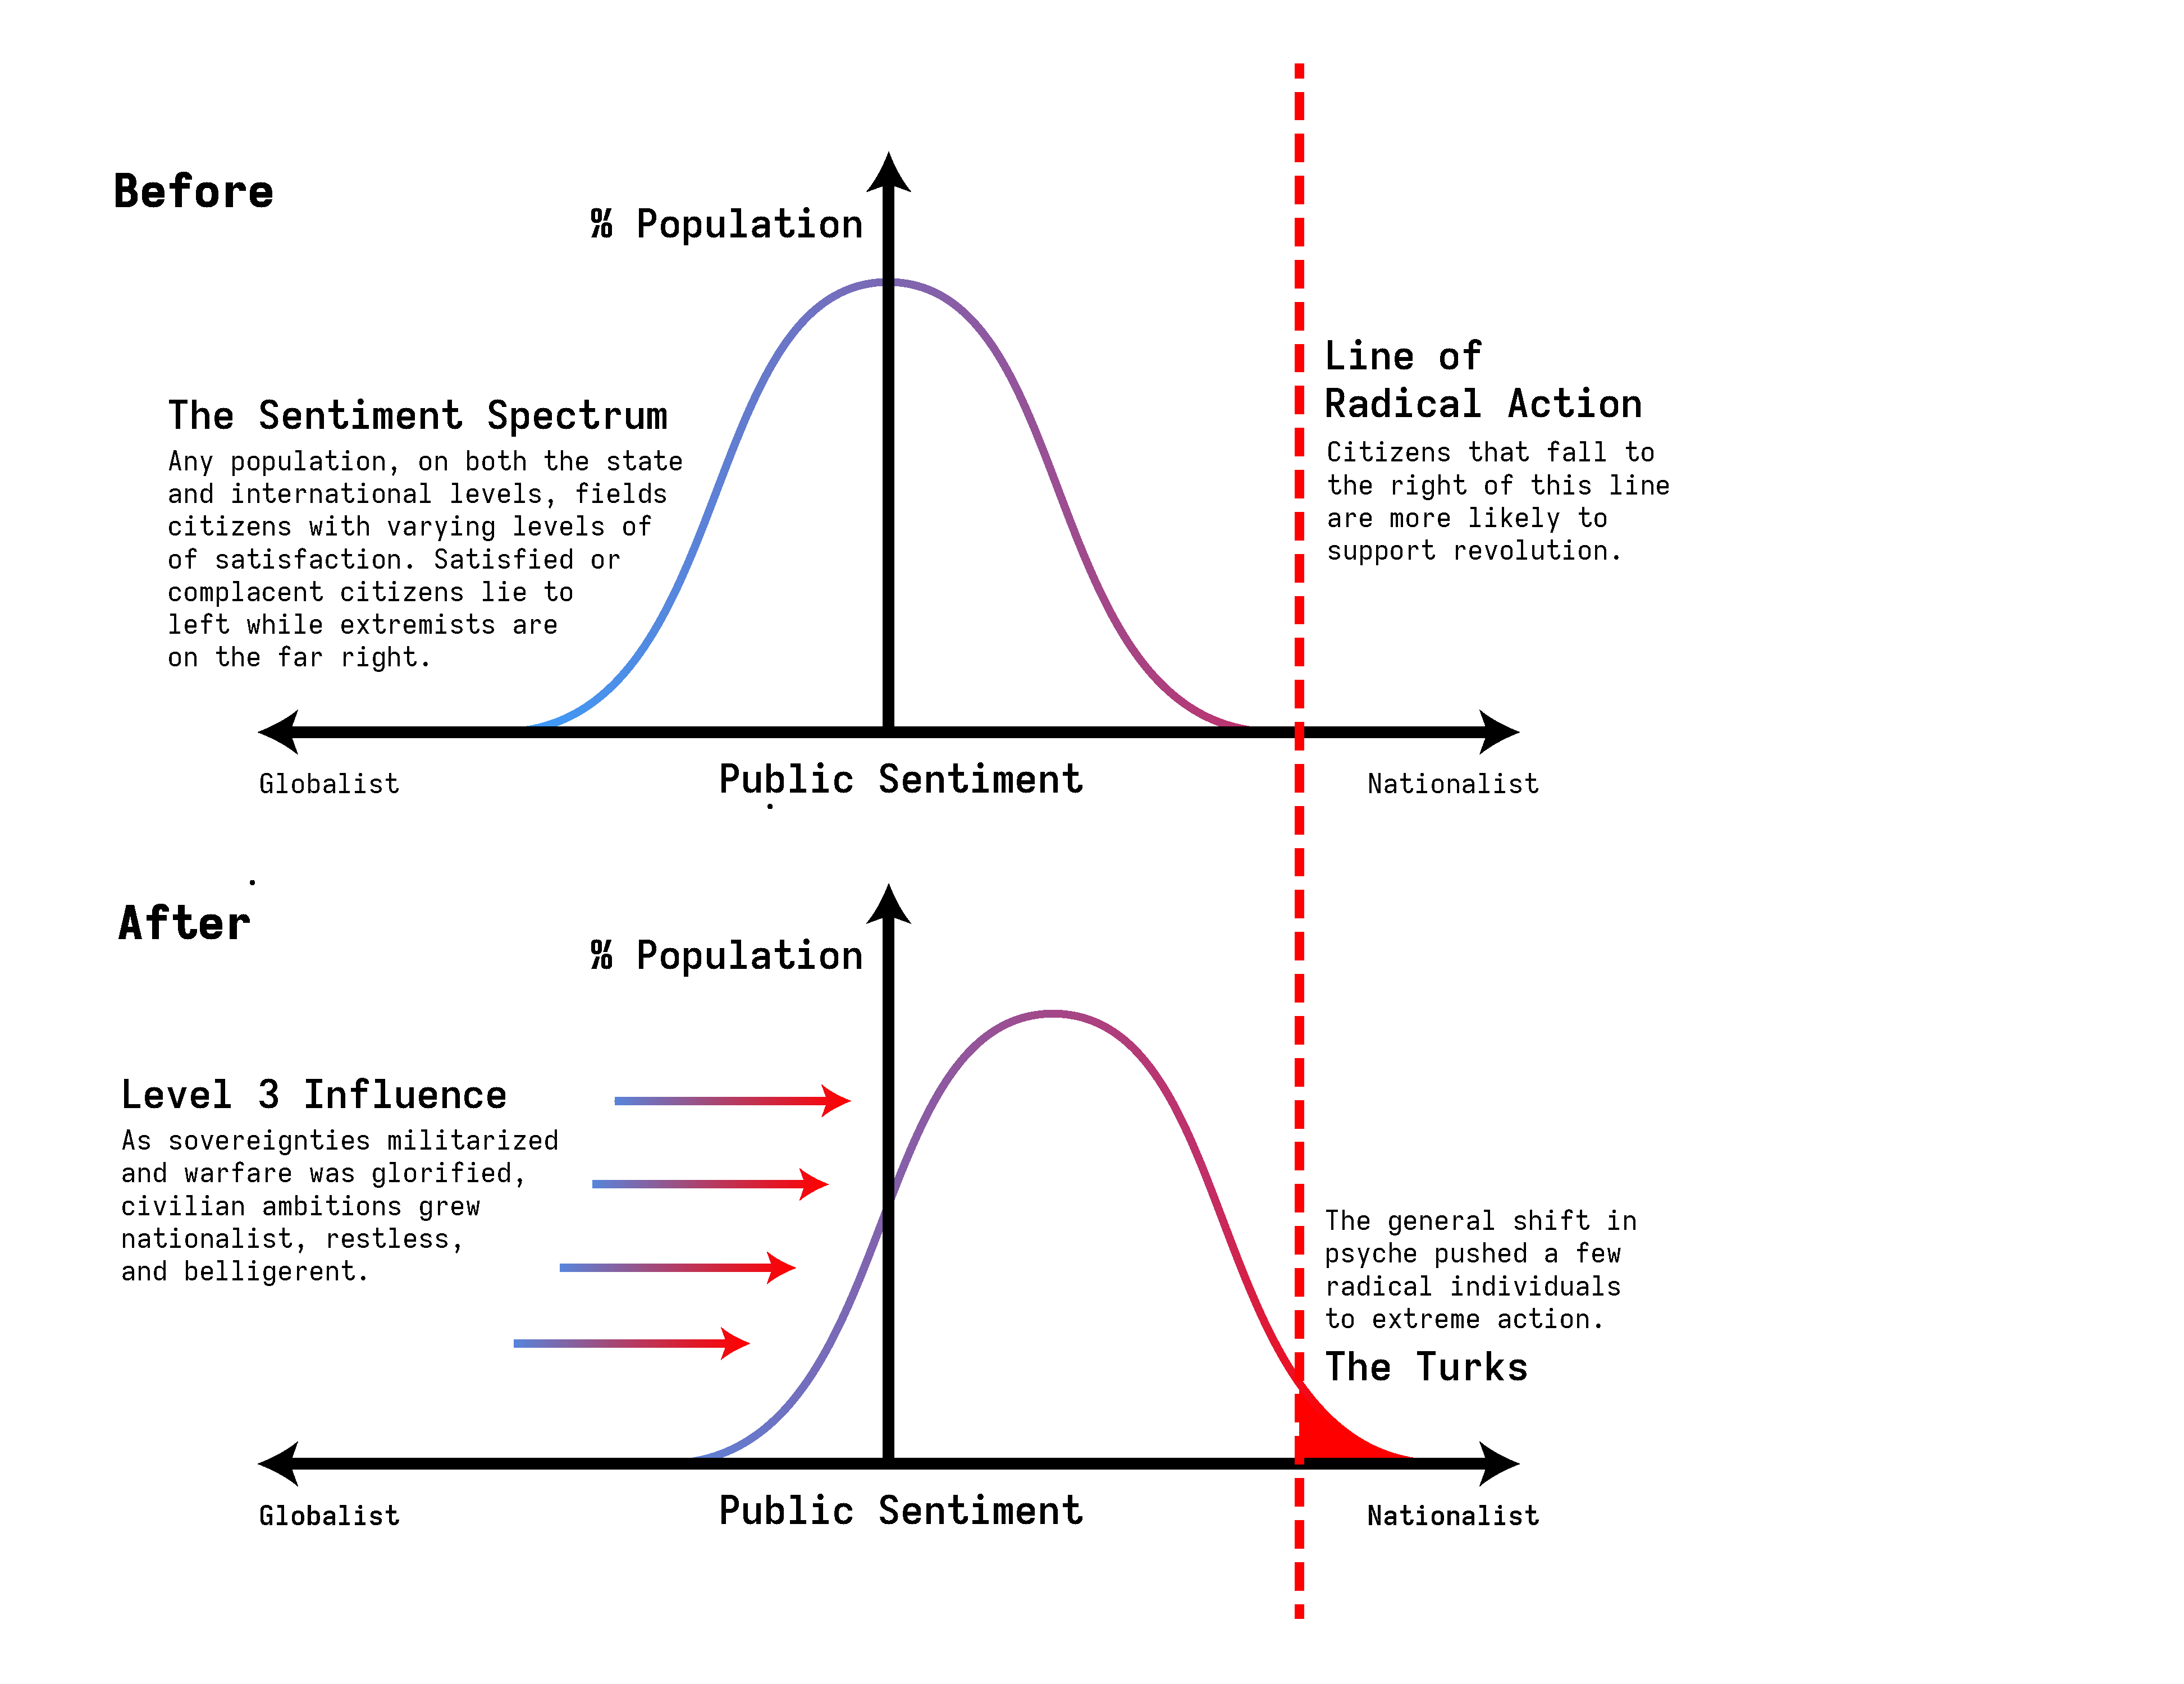 Before
% Population
The Sentiment Spectrum
Any population, on both the state
and international levels, fields
citizens with varying levels of
of satisfaction. Satisfied or
complacent citizens lie to
left while extremists are
on the far right.
Line of
Radical Action
Citizens that fall to
the right of this line
are more likely to
support revolution.
Globalist
Public Sentiment
Nationalist
After
% Population
Level 3 Influence
As sovereignties militarized
and warfare was glorified,
civilian ambitions grew
nationalist, restless,
and belligerent.
The general shift in
psyche pushed a few
radical individuals
to extreme action.
The Turks
Globalist
Public Sentiment
Nationalist